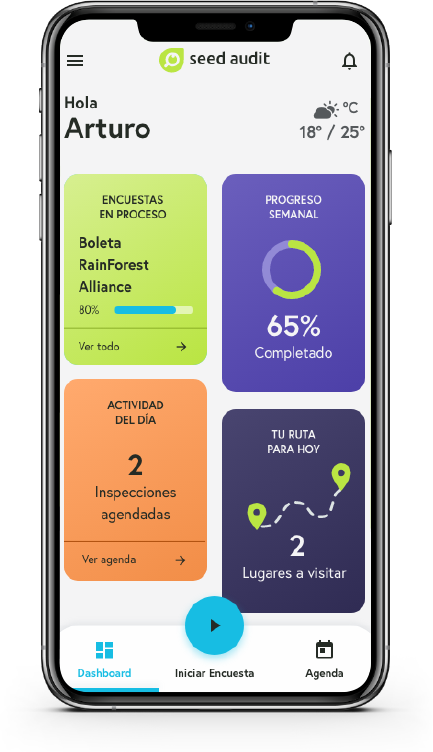 seed audit
Hola
Arturo
°C
18° / 25°
ENCUESTAS
EN PROCESO
Boleta
RainForest
Alliance
80%
Ver todo
PROGRESO
SEMANAL
65%
Completado
ACTIVIDAD
DEL DÍA
2
Inspecciones
agendadas
Ver agenda
TU RUTA
PARA HOY
2
Lugares a visitar
Dashboard
Iniciar Encuesta
Agenda